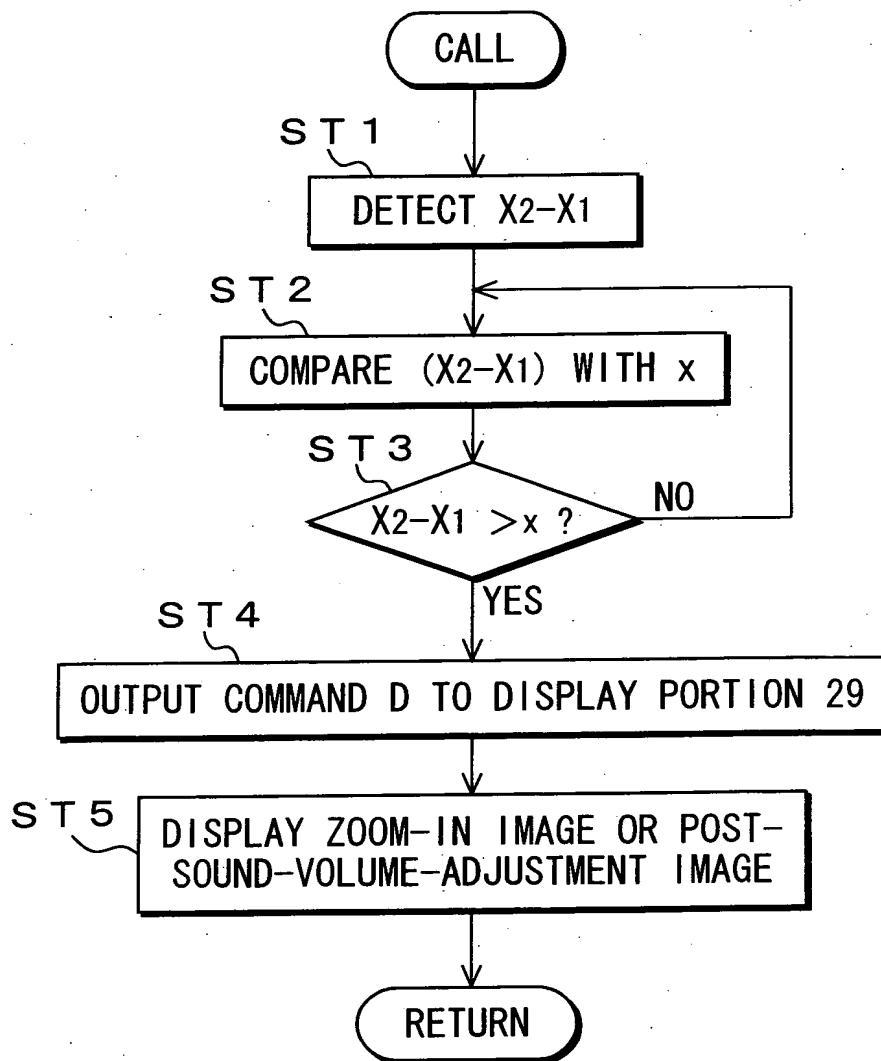 CALL
ST1
DETECT X2-X1
ST2
COMPARE (X2-X1) WITH x
ST3
X2-X1 >x ?
NO
YES
ST4
OUTPUT COMMAND D TO DISPLAY PORTION 29
ST5
DISPLAY ZOOM-IN IMAGE OR POST-
SOUND-VOLUME-ADJUSTMENT IMAGE
RETURN